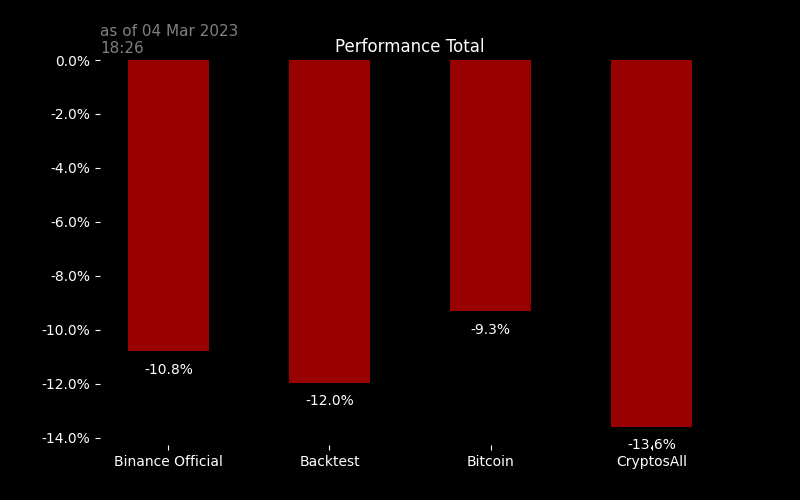 as of 04 Mar 2023
18:26
Performance Total
0.0%
-2.0%
-4.0%
-6.0%
-8.0%
-10.0%
-12.0%
-14.0%
-10.8%
-12.0%
-9.3%
-13.6%
Binance Official
Backtest
Bitcoin
CryptosAll